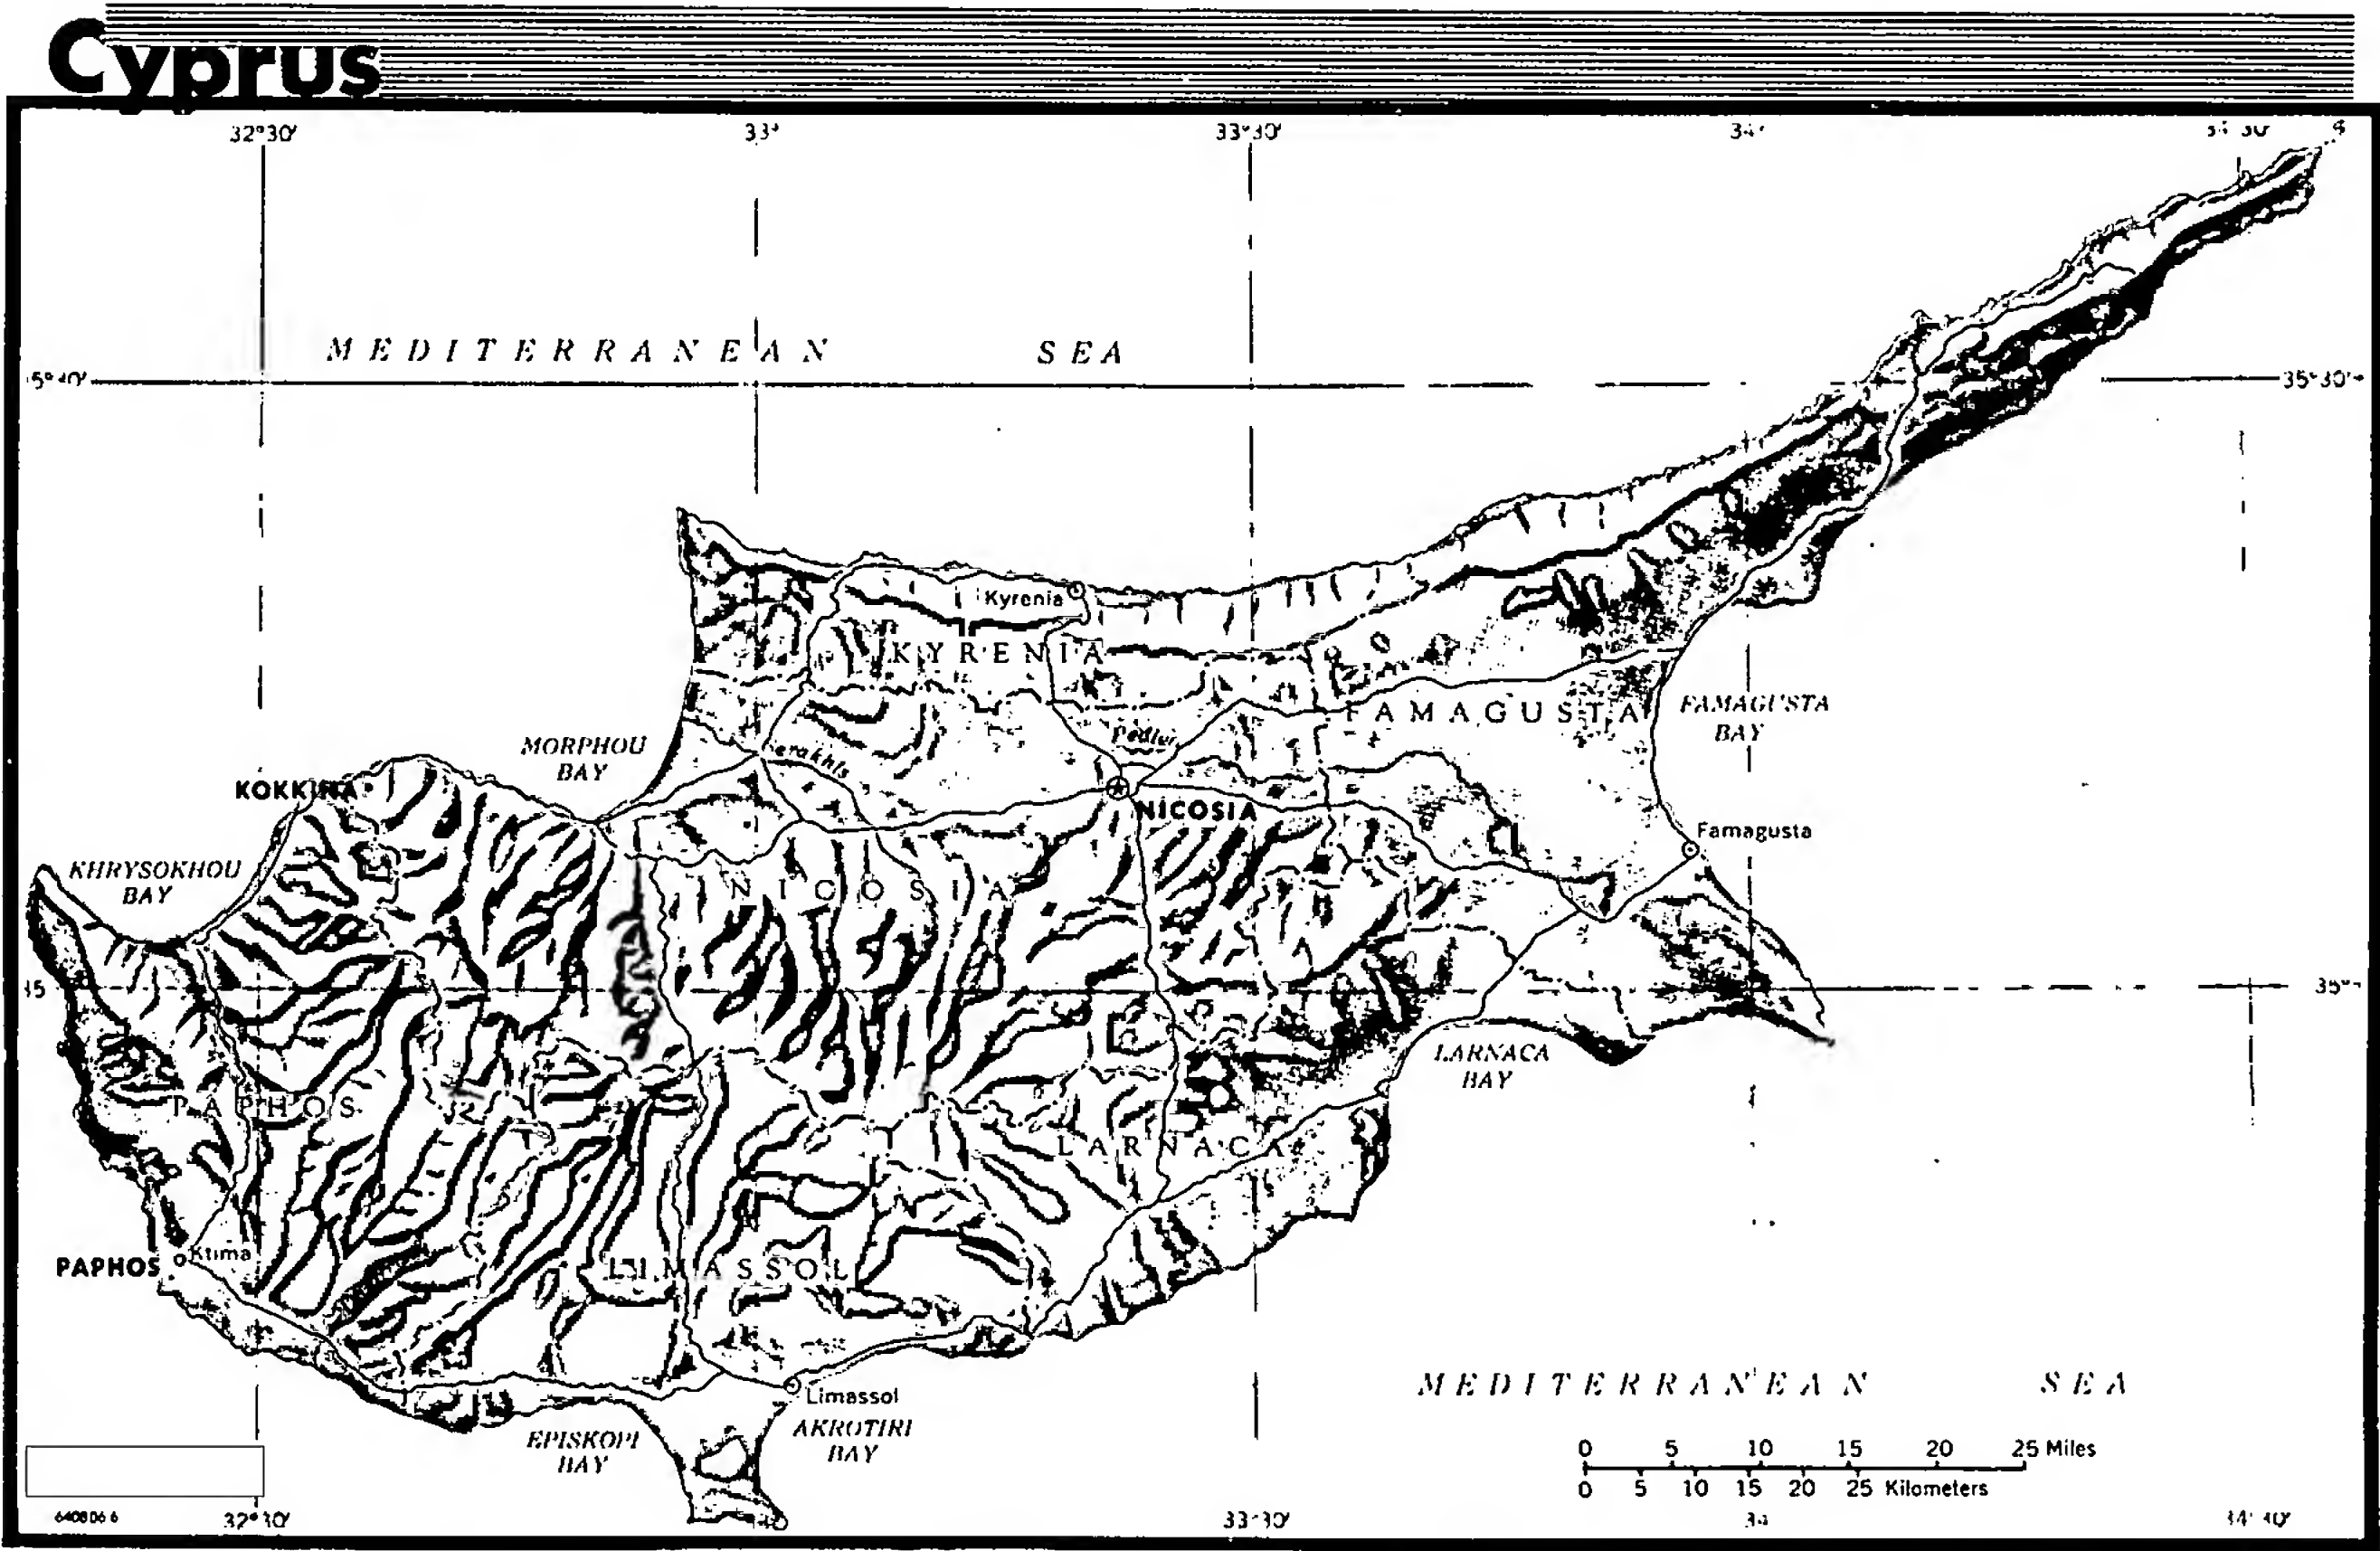 Cyprus
32°30′
33°
33°30′
34°
MEDITERRANEAN SEA
35°30′
Kyrenia
KYRENIA
FAMAGUSTA
FAMAGUSTA
BAY
MORPHOU
BAY
KOKKINA
NICOSIA
Famagusta
KHRYSOKHOU
BAY
NICOSIA
35°
LARNACA
BAY
PAPHOS
LARNACA
Ktima
PAPHOS
LIMASSOL
Limassol
MEDITERRANEAN SEA
EPISKOPI
BAY
AKROTIRI
BAY
0 5 10 15 20 25 Miles
0 5 10 15 20 25 Kilometers
640806 6
32°30′
33°30′
34